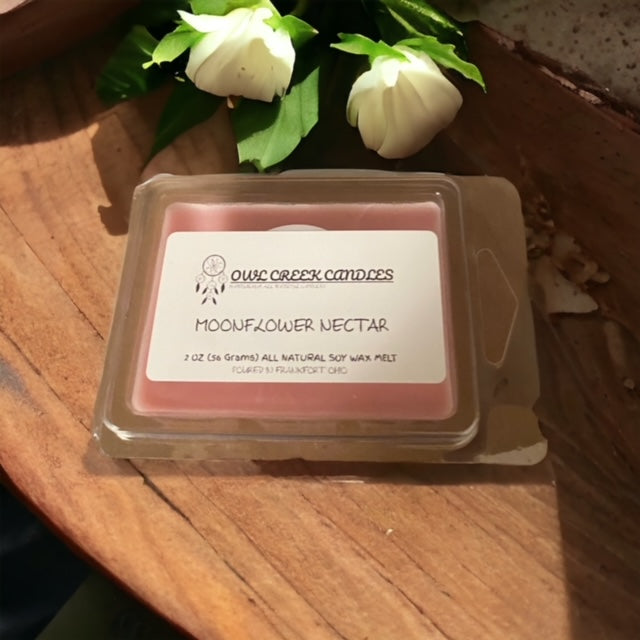 OWL CREEK CANDLES
MOONFLOWER NECTAR
2 OZ (56 Grams) ALL NATURAL SOY WAX MELT
POURED IN FRANKFORT OHIO